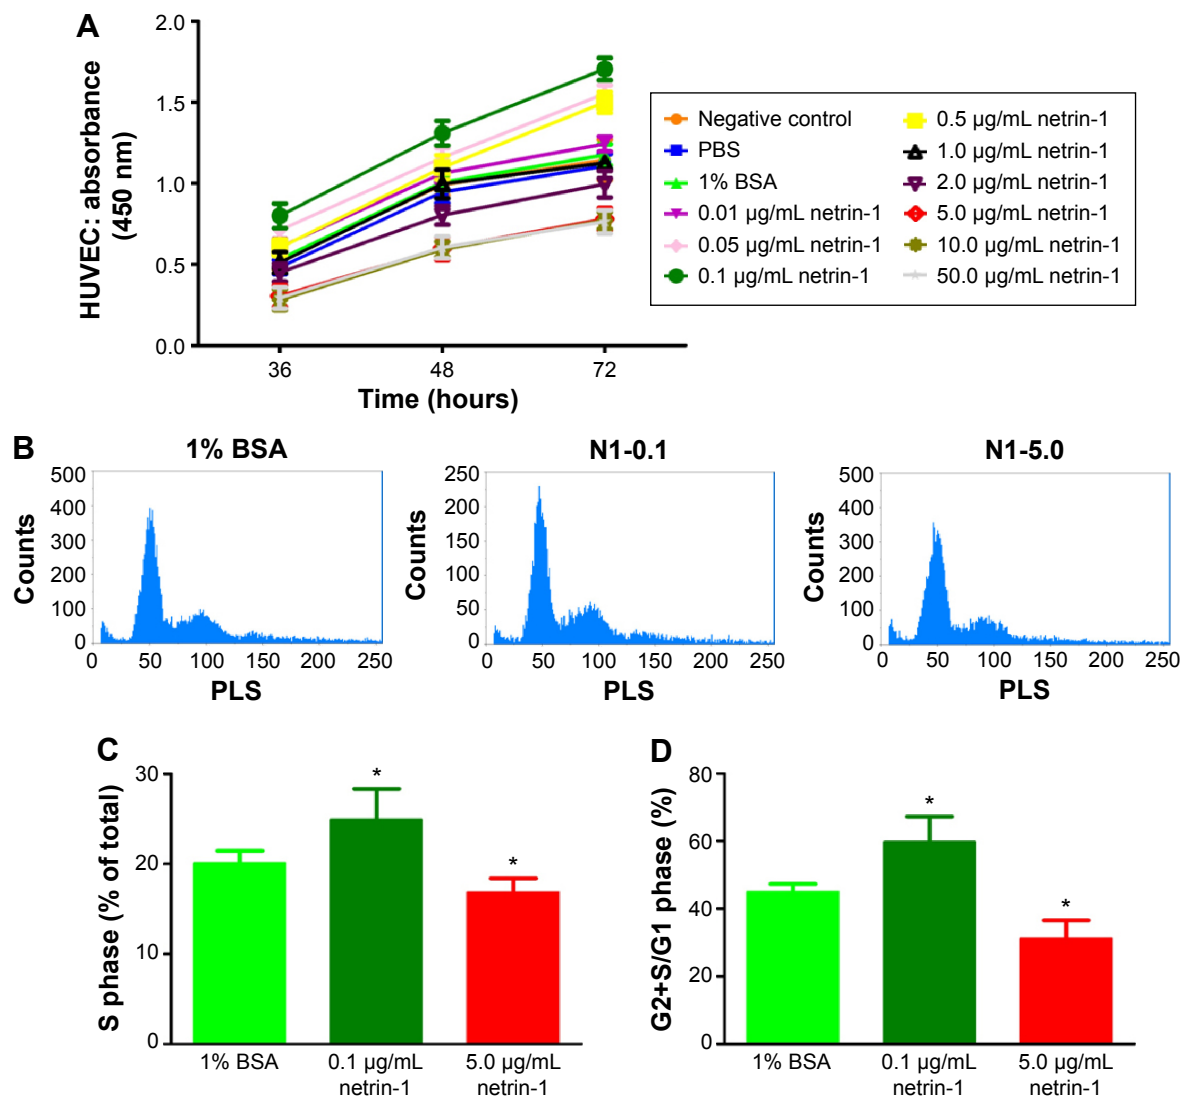 A
HUVEC: absorbance
(450 nm)
2.0
1.5
1.0
0.5
0.0
36
48
72
Time (hours)
Negative control
PBS
1% BSA
0.01 µg/mL netrin-1
0.05 µg/mL netrin-1
0.1 µg/mL netrin-1
0.5 µg/mL netrin-1
1.0 µg/mL netrin-1
2.0 µg/mL netrin-1
5.0 µg/mL netrin-1
10.0 µg/mL netrin-1
50.0 µg/mL netrin-1
B
1% BSA
Counts
500
400
300
200
100
0
0 50 100 150 200 250
PLS
N1-0.1
Counts
250
200
150
100
50
0
0 50 100 150 200 250
PLS
N1-5.0
Counts
500
400
300
200
100
0
0 50 100 150 200 250
PLS
C
S phase (% of total)
30
20
10
0
*
*
1% BSA
0.1 µg/mL
netrin-1
5.0 µg/mL
netrin-1
D
G2+S/G1 phase (%)
80
60
40
20
0
*
*
1% BSA
0.1 µg/mL
netrin-1
5.0 µg/mL
netrin-1